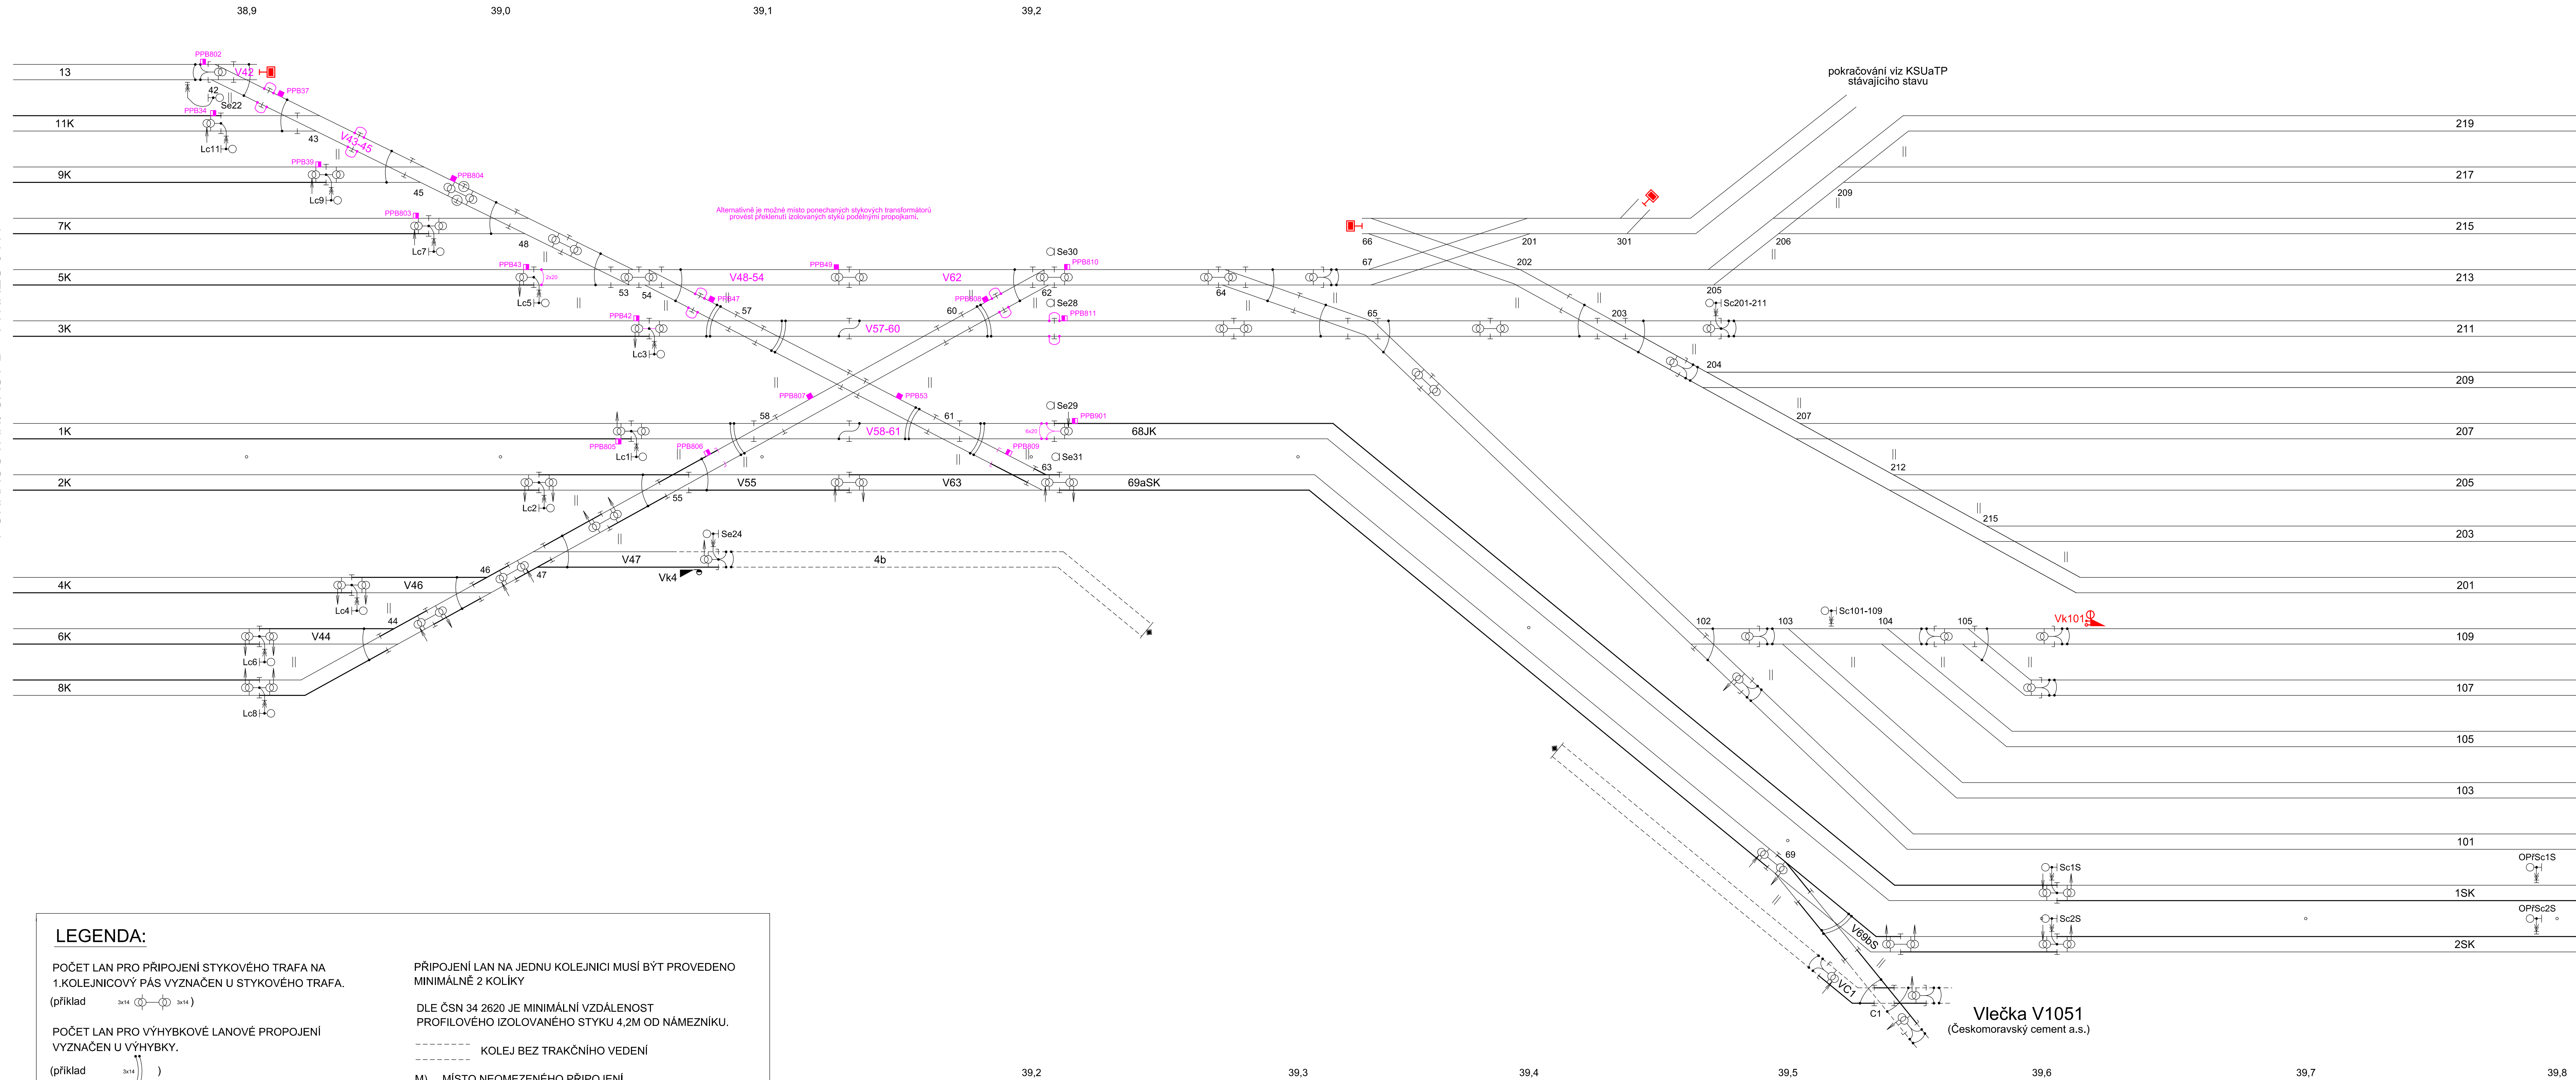 38,9 39,0 39,1 39,2
PPB802
13 V42
42
Se22
PPB37
PPB34
11K 43 V43-45
Lc11
PPB39
9K 45 PPB804
Lc9
PPB803
7K 48
Lc7
Alternativně je možné místo ponechaných stykových transformátorů
provést překlenutí izolovaných styků podélnými propojkami.
pokračování viz KSUaTP
stávajícího stavu
219
217
209
66 201 301 206 215
PPB43 2x20 PPB49 Se30 PPB810
5K V48-54 V62 67 202 213
Lc5 53 54 PPB47 PPB808 62 Se28 64 205 Sc201-211
PPB42 57 60 PPB811 65 203
3K V57-60 211
Lc3
204
209
PPB807 PPB53
58 61 Se29 PPB901
207
1K V58-61 4x20 68JK 207
PPB805 PPB806 PPB809
Lc1 Se31
63 212
2K V55 V63 69aSK 205
55
Lc2
215
Se24 203
V47 4b
46 47 Vk4
4K V46 201
Lc4 Sc101-109
44 102 103 104 105 Vk101
6K V44 109
Lc6
8K 107
Lc8
105
103
101
69
Sc1S OPřSc1S
1SK
Sc2S OPřSc2S
V69bS 2SK
VC1
C1
Vlečka V1051
(Českomoravský cement a.s.)
LEGENDA:
POČET LAN PRO PŘIPOJENÍ STYKOVÉHO TRAFA NA
1.KOLEJNICOVÝ PÁS VYZNAČEN U STYKOVÉHO TRAFA.
(příklad 3x14 3x14 )
POČET LAN PRO VÝHYBKOVÉ LANOVÉ PROPOJENÍ
VYZNAČEN U VÝHYBKY.
(příklad 3x14 )
PŘIPOJENÍ LAN NA JEDNU KOLEJNICI MUSÍ BÝT PROVEDENO
MINIMÁLNĚ 2 KOLÍKY
DLE ČSN 34 2620 JE MINIMÁLNÍ VZDÁLENOST
PROFILOVÉHO IZOLOVANÉHO STYKU 4,2M OD NÁMEZNÍKU.
KOLEJ BEZ TRAKČNÍHO VEDENÍ
M) MÍSTO NEOMEZENÉHO PŘIPOJENÍ
39,2 39,3 39,4 39,5 39,6 39,7 39,8